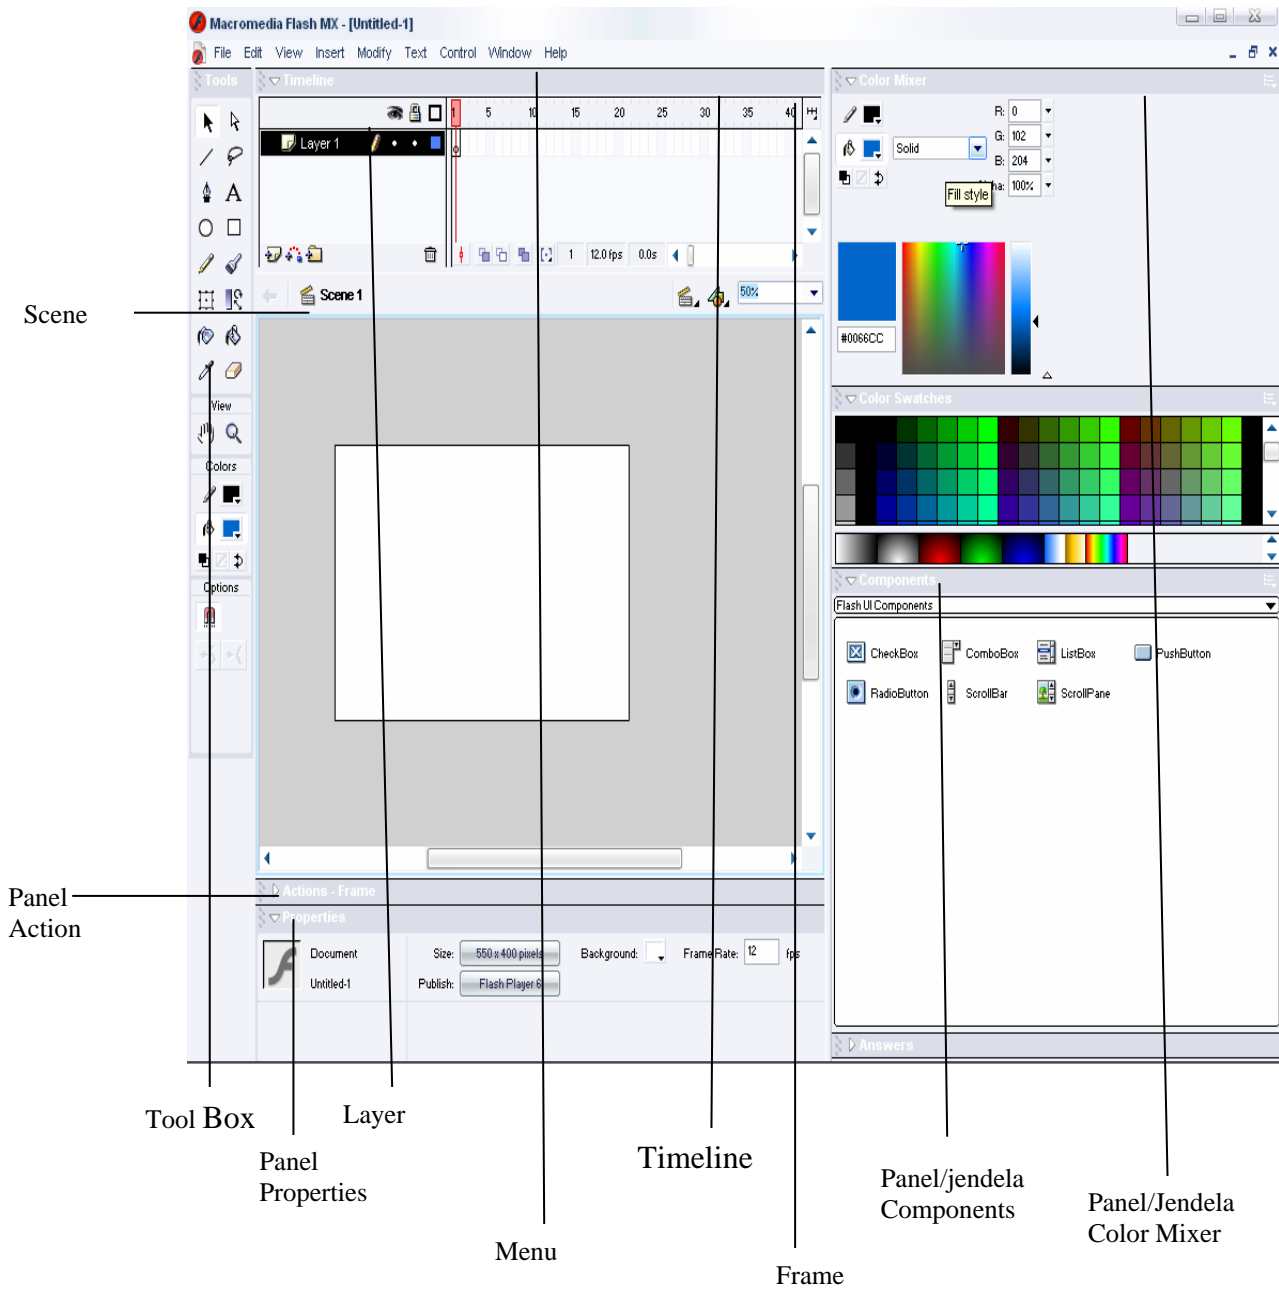 Macromedia Flash MX - [Untitled-1]
File Edit View Insert Modify Text Control Window Help
Tools
Timeline
Color Mixer
1 5 10 15 20 25 30 35 40
Layer 1
1 12.0 fps 0.0s
R: 0
G: 102
B: 204
100%
Solid
Fill style
#0066CC
Scene 1
50%
Scene
View
Colors
Options
Color Swatches
Components
Flash UI Components
CheckBox ComboBox ListBox PushButton
RadioButton ScrollBar ScrollPane
Answers
Panel
Action
Actions - Frame
Properties
Document
Untitled-1
Size: 550 x 400 pixels Background: Frame Rate: 12 fps
Publish: Flash Player 6
Tool Box
Layer
Panel
Properties
Timeline
Menu
Frame
Panel/jendela
Components
Panel/Jendela
Color Mixer